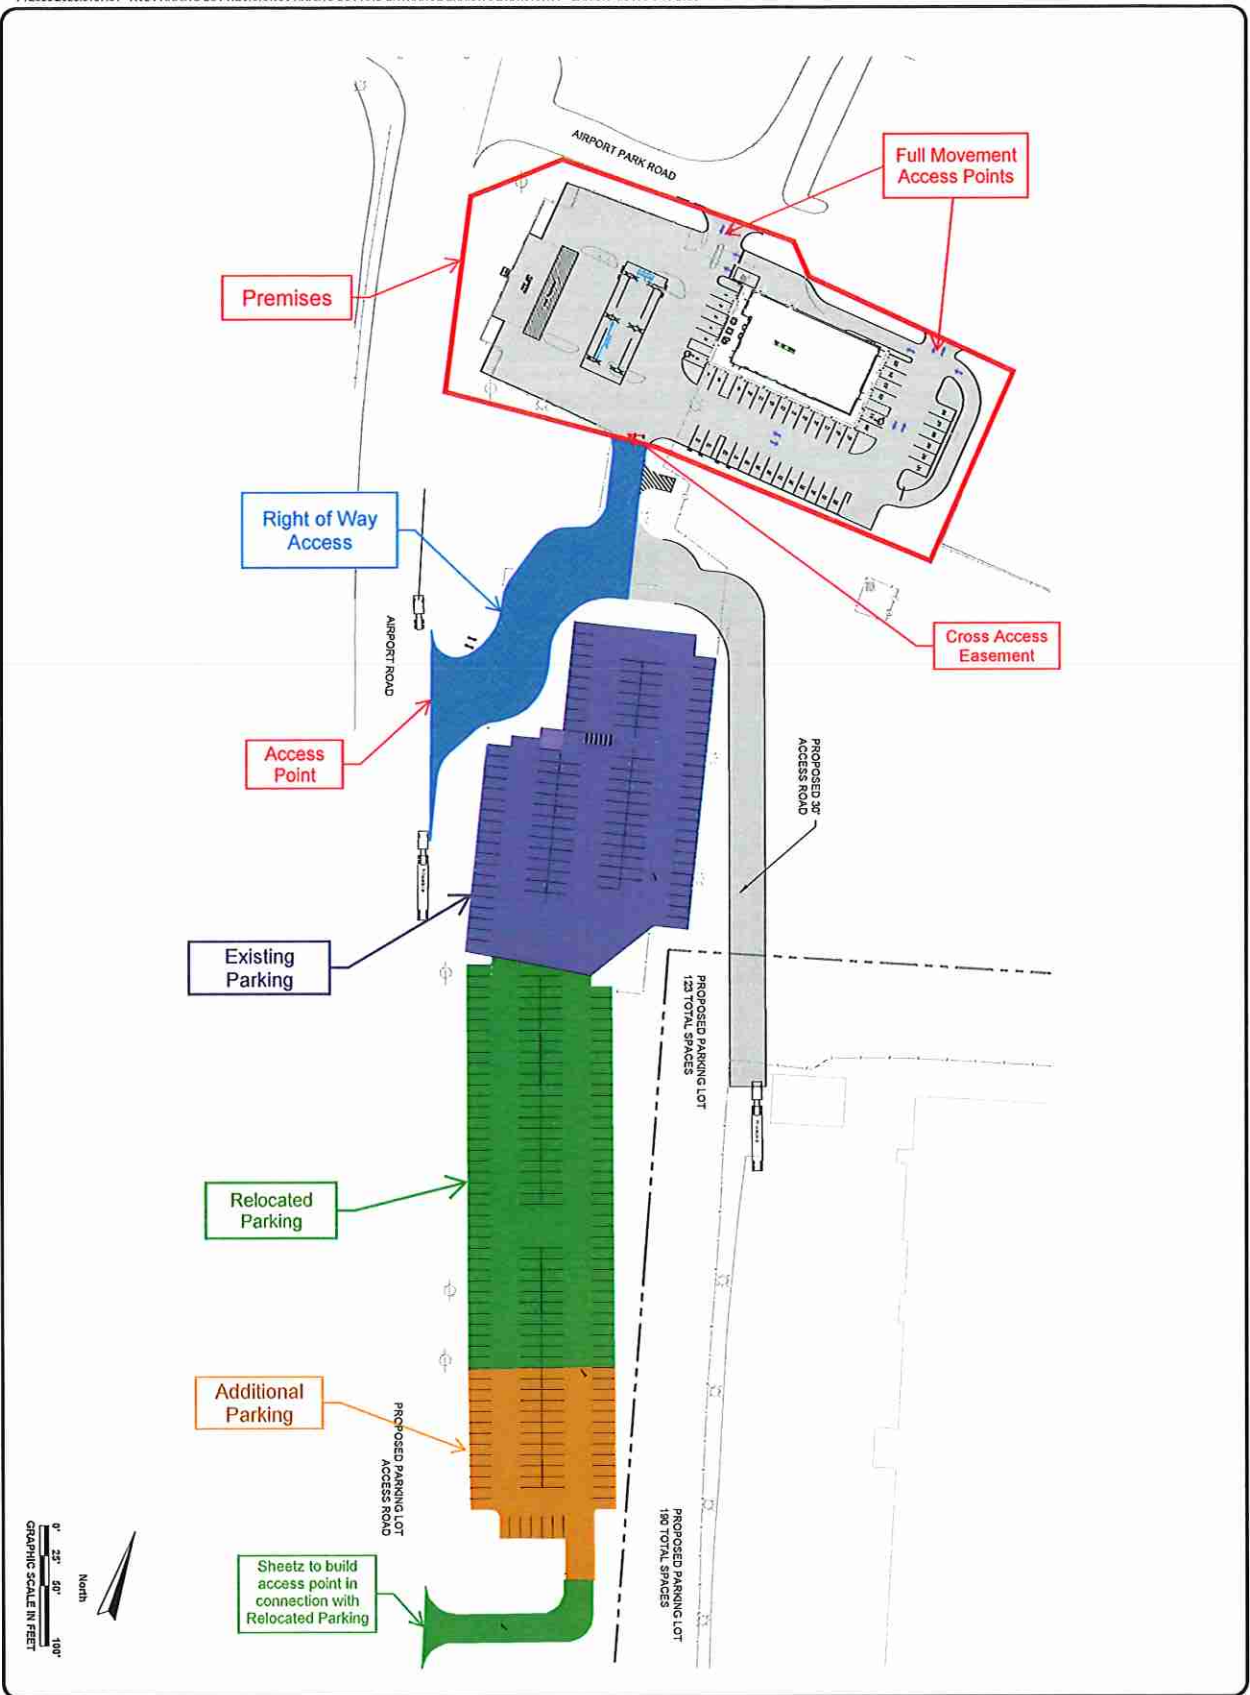 AIRPORT PARK ROAD
Full Movement
Access Points
Premises
Right of Way
Access
Cross Access
Easement
AIRPORT ROAD
Access
Point
PROPOSED 30'
ACCESS ROAD
Existing
Parking
PROPOSED PARKING LOT
123 TOTAL SPACES
Relocated
Parking
Additional
Parking
PROPOSED PARKING LOT
ACCESS ROAD
PROPOSED PARKING LOT
190 TOTAL SPACES
Sheetz to build
access point in
connection with
Relocated Parking
North
0' 25' 50' 100'
GRAPHIC SCALE IN FEET